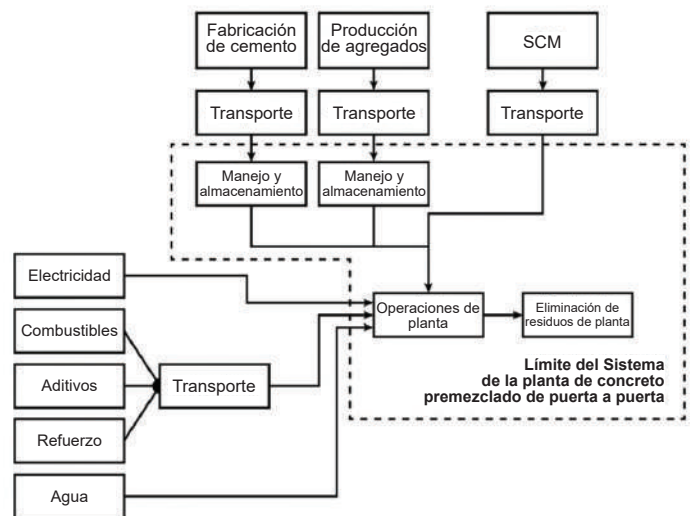 Fabricación
de cemento
Producción
de agregados
SCM
Transporte
Transporte
Transporte
Manejo y
almacenamiento
Manejo y
almacenamiento
Electricidad
Combustibles
Aditivos
Refuerzo
Agua
Transporte
Operaciones de
planta
Eliminación de
residuos de planta
Límite del Sistema
de la planta de concreto
premezclado de puerta a puerta